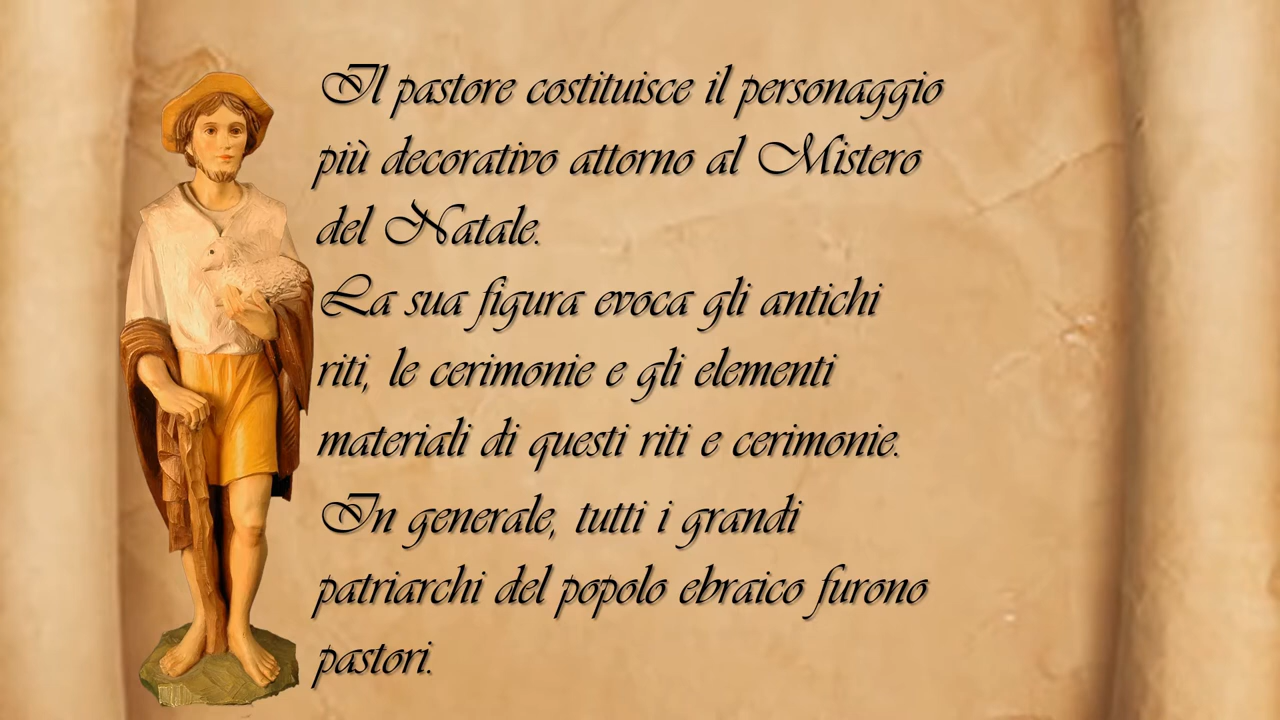 Il pastore costituisce il personaggio
più decorativo attorno al Mistero
del Natale.
La sua figura evoca gli antichi
riti, le cerimonie e gli elementi
materiali di questi riti e cerimonie.
In generale, tutti i grandi
patriarchi del popolo ebraico furono
pastori.